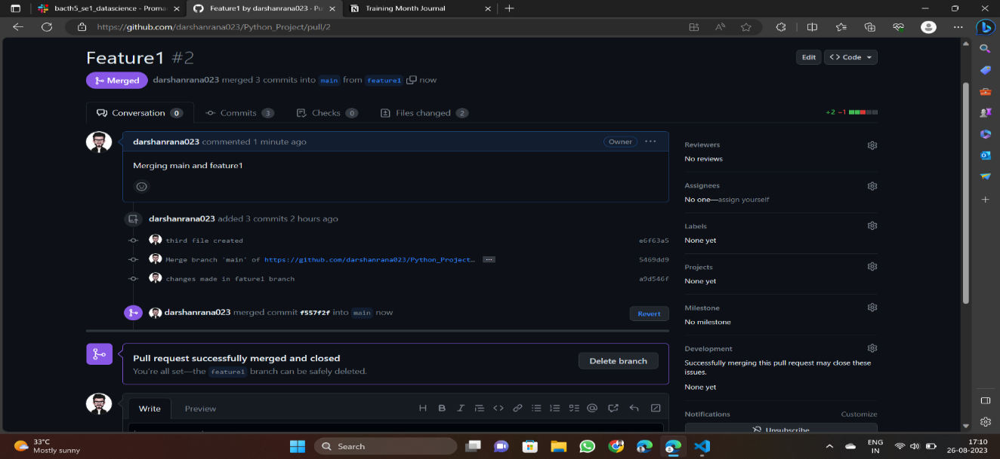 bacth5_se1_datascience - Proma
Feature1 by darshanrana023 · Pu
Training Month Journal
https://github.com/darshanrana023/Python_Project/pull/2
Feature1 #2
Edit
<> Code
Merged
darshanrana023 merged 3 commits into main from feature1 now
Conversation 0
Commits 3
Checks 0
Files changed 2
+2 −1
darshanrana023 commented 1 minute ago
Owner
Merging main and feature1
darshanrana023 added 3 commits 2 hours ago
third file created
e6f63a5
Merge branch 'main' of https://github.com/darshanrana023/Python_Project…
5469dd9
changes made in fature1 branch
a9d546f
darshanrana023 merged commit f557f2f into main now
Revert
Pull request successfully merged and closed
You're all set—the feature1 branch can be safely deleted.
Delete branch
Write
Preview
Reviewers
No reviews
Assignees
No one—assign yourself
Labels
None yet
Projects
None yet
Milestone
No milestone
Development
Successfully merging this pull request may close these
issues.
None yet
Notifications
Customize
Unsubscribe
33°C
Mostly sunny
Search
ENG
IN
17:10
26-08-2023